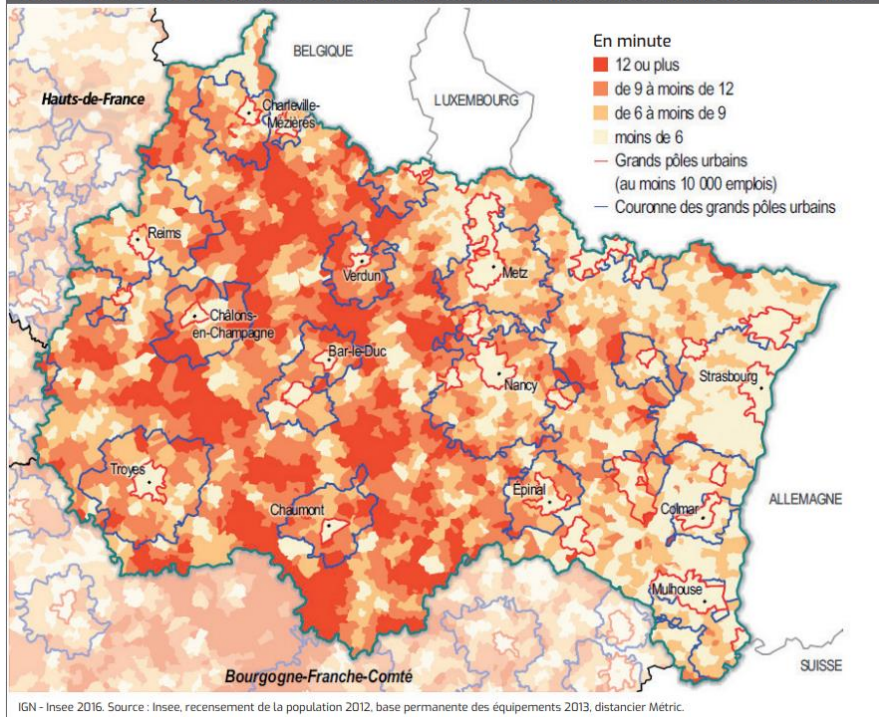 BELGIQUE
En minute
12 ou plus
de 9 à moins de 12
de 6 à moins de 9
moins de 6
Grands pôles urbains
(au moins 10 000 emplois)
Couronne des grands pôles urbains
LUXEMBOURG
Hauts-de-France
Charleville-
Mezières
Reims
Verdun
Metz
Châlons-
en-Champagne
Bar-le-Duc
Nancy
Strasbourg
Troyes
Chaumont
Épinal
Colmar
ALLEMAGNE
Mulhouse
SUISSE
Bourgogne-Franche-Comté
IGN - Insee 2016. Source : Insee, recensement de la population 2012, base permanente des équipements 2013, distancier Métric.